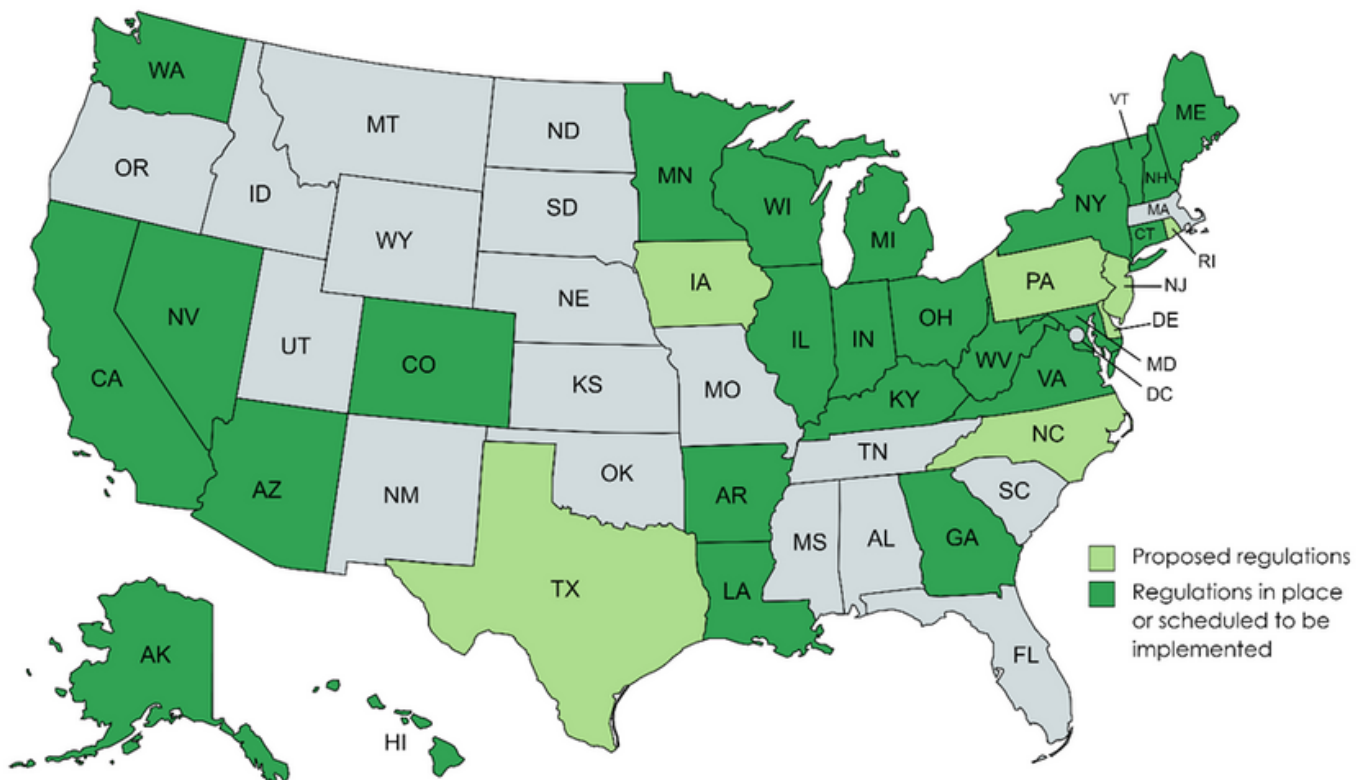 WA
MT
ND
MN
VT
ME
OR
ID
SD
WI
MI
NY
NH
MA
CT
RI
WY
IA
PA
NJ
NE
DE
NV
UT
CO
IL
IN
OH
WV
VA
MD
DC
CA
KS
MO
KY
NC
TN
AZ
NM
OK
AR
SC
MS
AL
GA
TX
LA
FL
AK
HI
Proposed regulations
Regulations in place
or scheduled to be
implemented